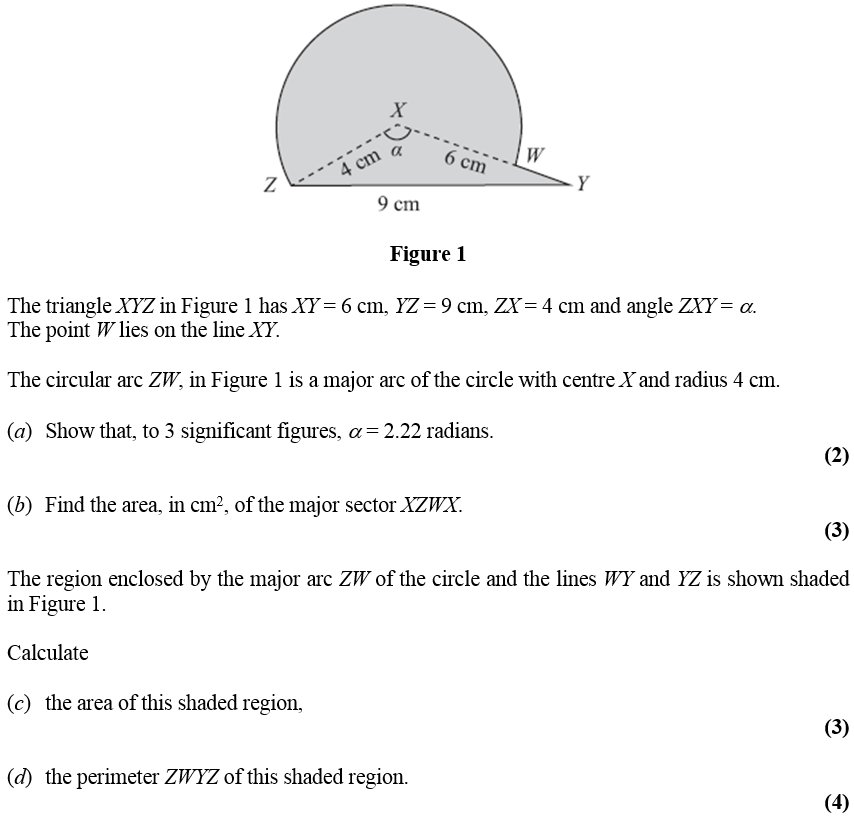 X
4 cm
α
6 cm
W
Z
Y
9 cm
Figure 1
The triangle XYZ in Figure 1 has XY = 6 cm, YZ = 9 cm, ZX = 4 cm and angle ZXY = α.
The point W lies on the line XY.
The circular arc ZW, in Figure 1 is a major arc of the circle with centre X and radius 4 cm.
(a) Show that, to 3 significant figures, α = 2.22 radians.
(2)
(b) Find the area, in cm², of the major sector XZWX.
(3)
The region enclosed by the major arc ZW of the circle and the lines WY and YZ is shown shaded
in Figure 1.
Calculate
(c) the area of this shaded region,
(3)
(d) the perimeter ZWYZ of this shaded region.
(4)